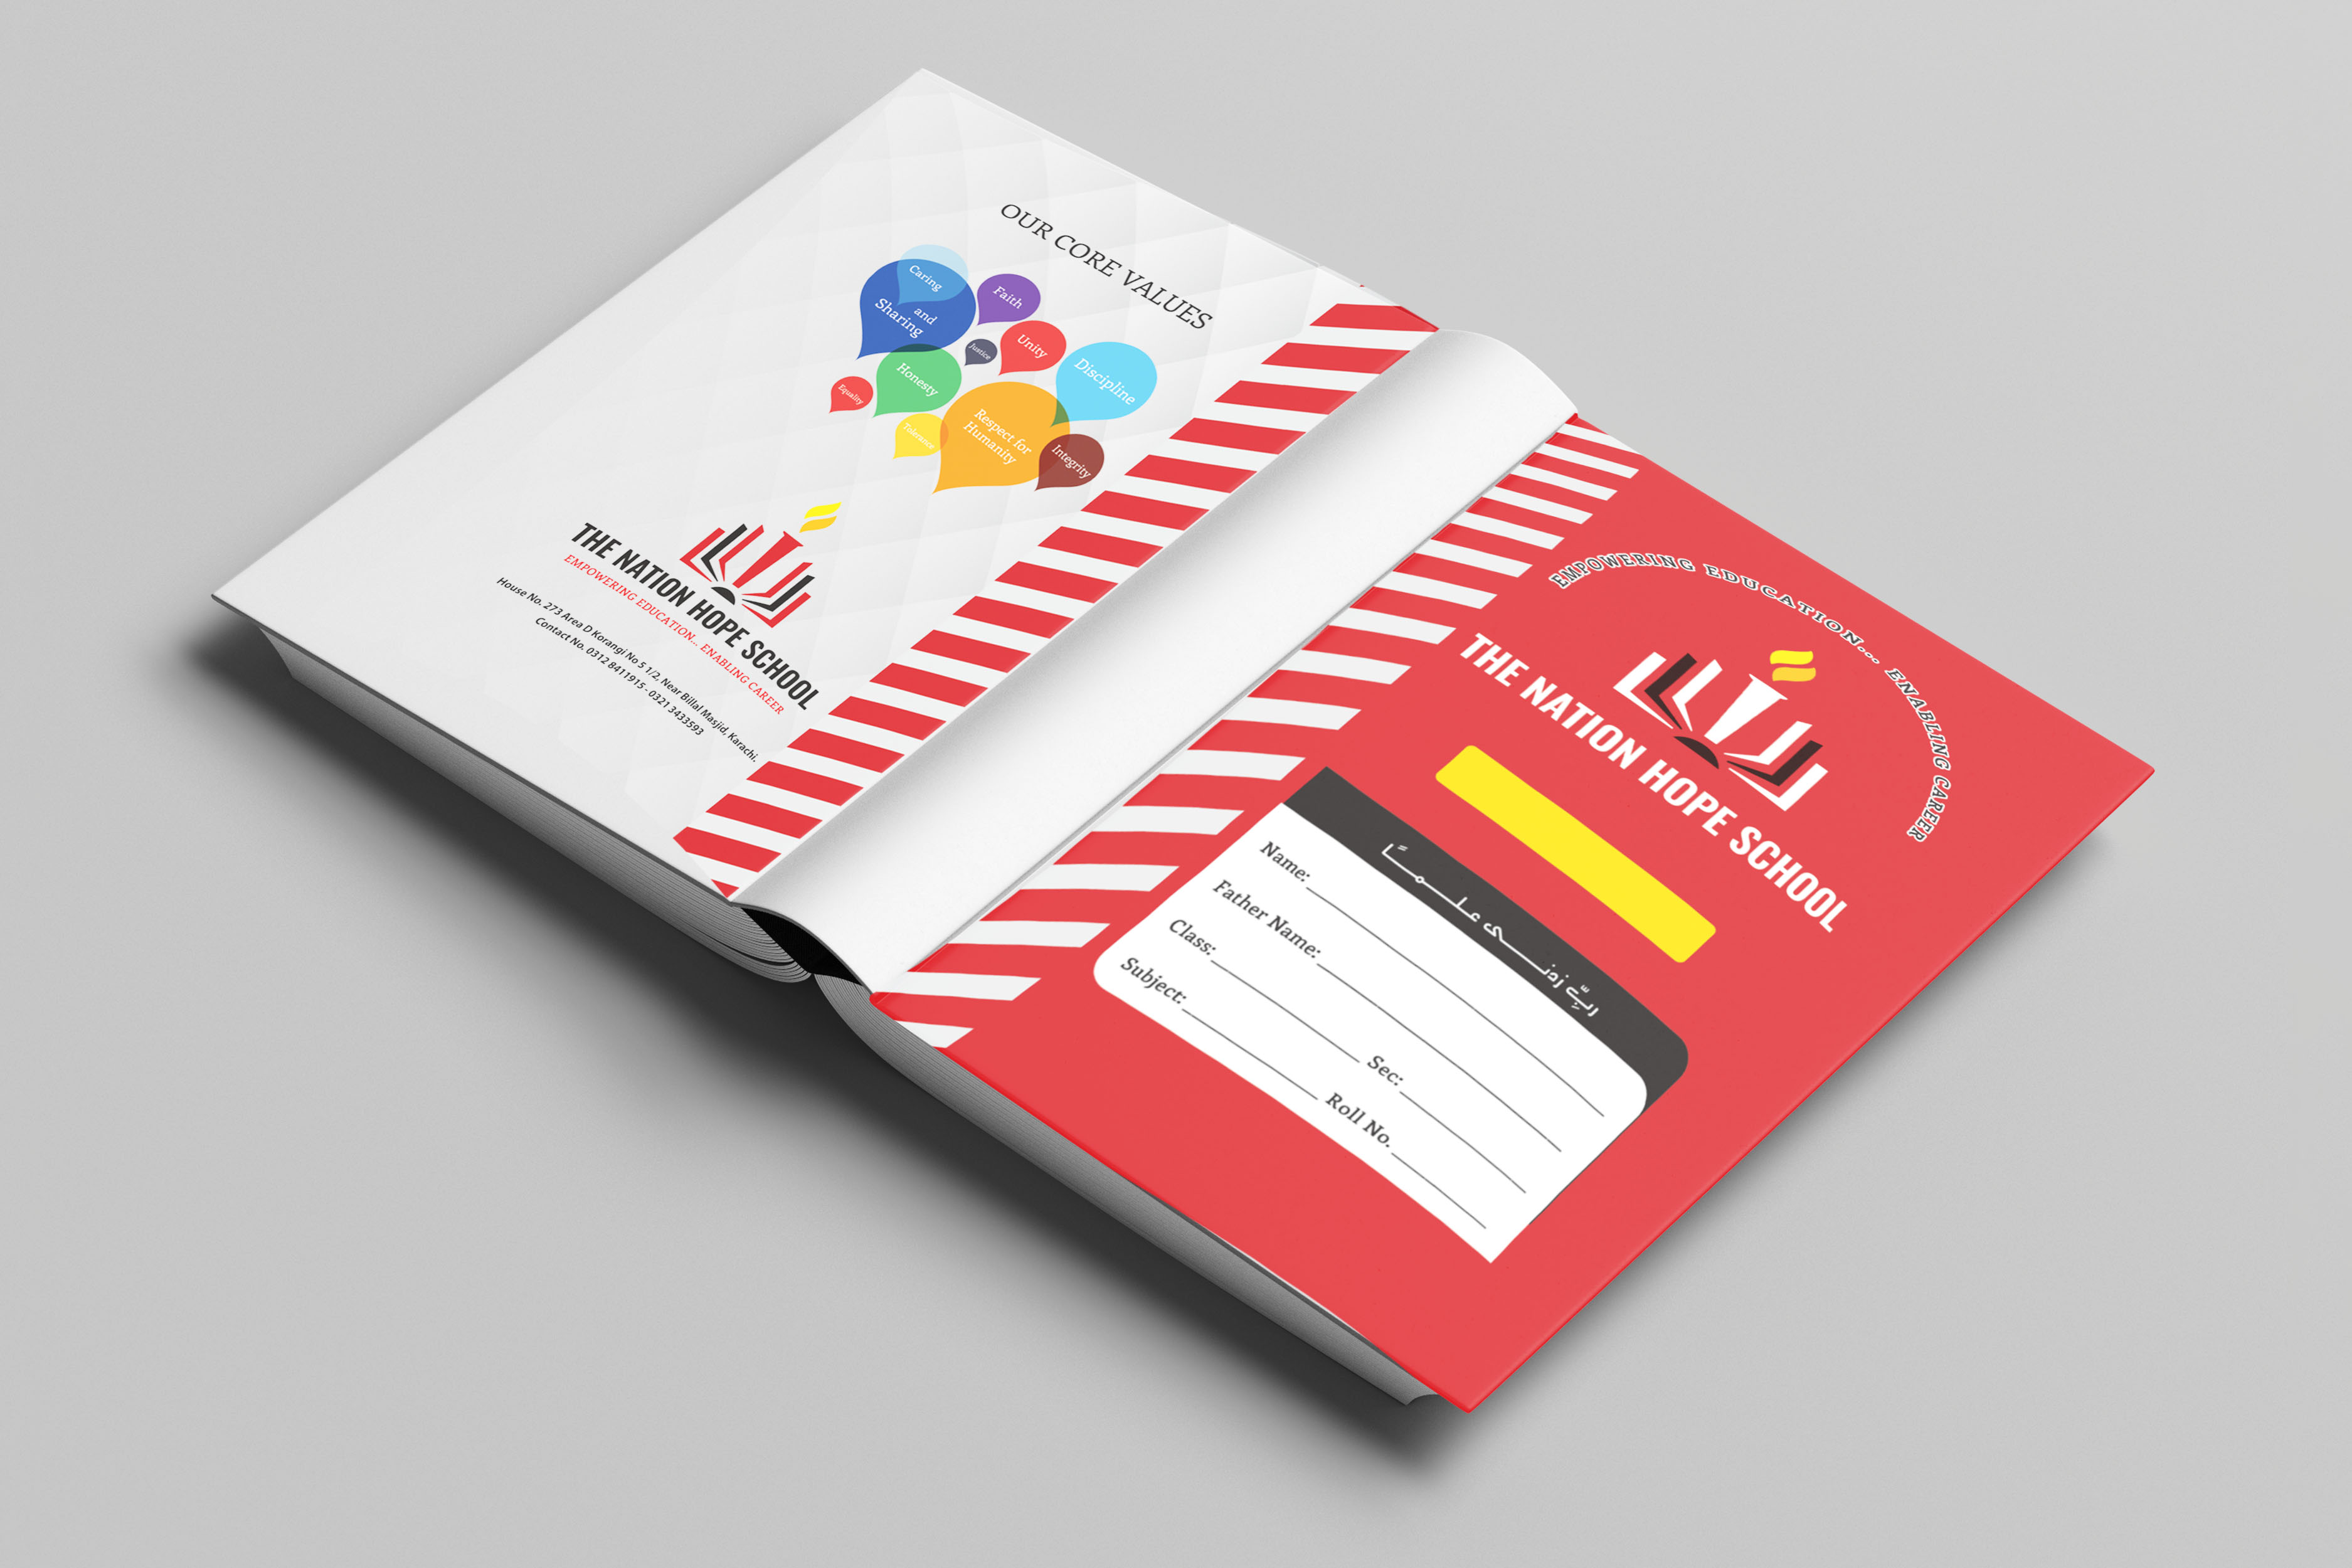 OUR CORE VALUES
Caring
and
Sharing
Faith
Justice
Unity
Discipline
Honesty
Equality
Tolerance
Respect for
Humanity
Integrity
THE NATION HOPE SCHOOL
EMPOWERING EDUCATION... ENABLING CAREER
House No. 273 Area D Korangi No 5 1/2, Near Billal Masjid, Karachi.
Contact No. 0312 8411915 - 0321 3433593
EMPOWERING EDUCATION... ENABLING CAREER
THE NATION HOPE SCHOOL
ربِّ زدنی علماً
Name:
Father Name:
Class: Sec:
Subject: Roll No.